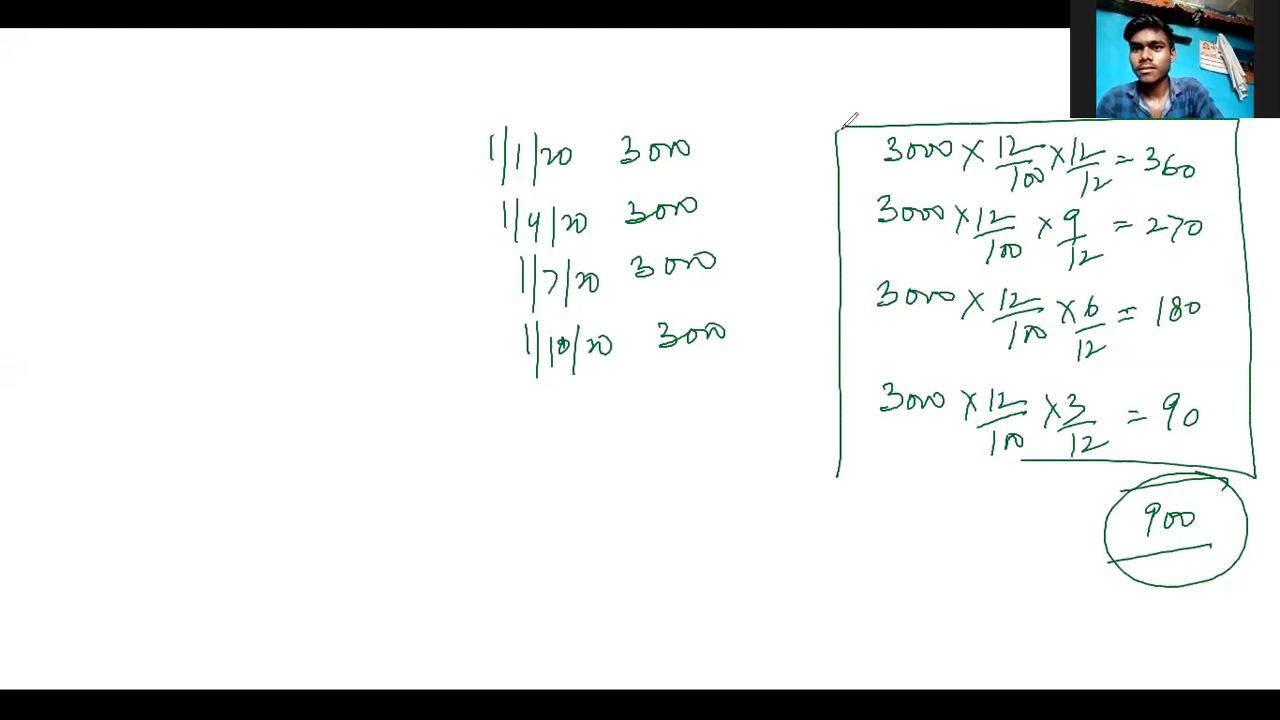 1/1/20 3000
1/4/20 3000
1/7/20 3000
1/10/20 3000
3000 × 12/100 × 12/12 = 360
3000 × 12/100 × 9/12 = 270
3000 × 12/100 × 6/12 = 180
3000 × 12/100 × 3/12 = 90
900